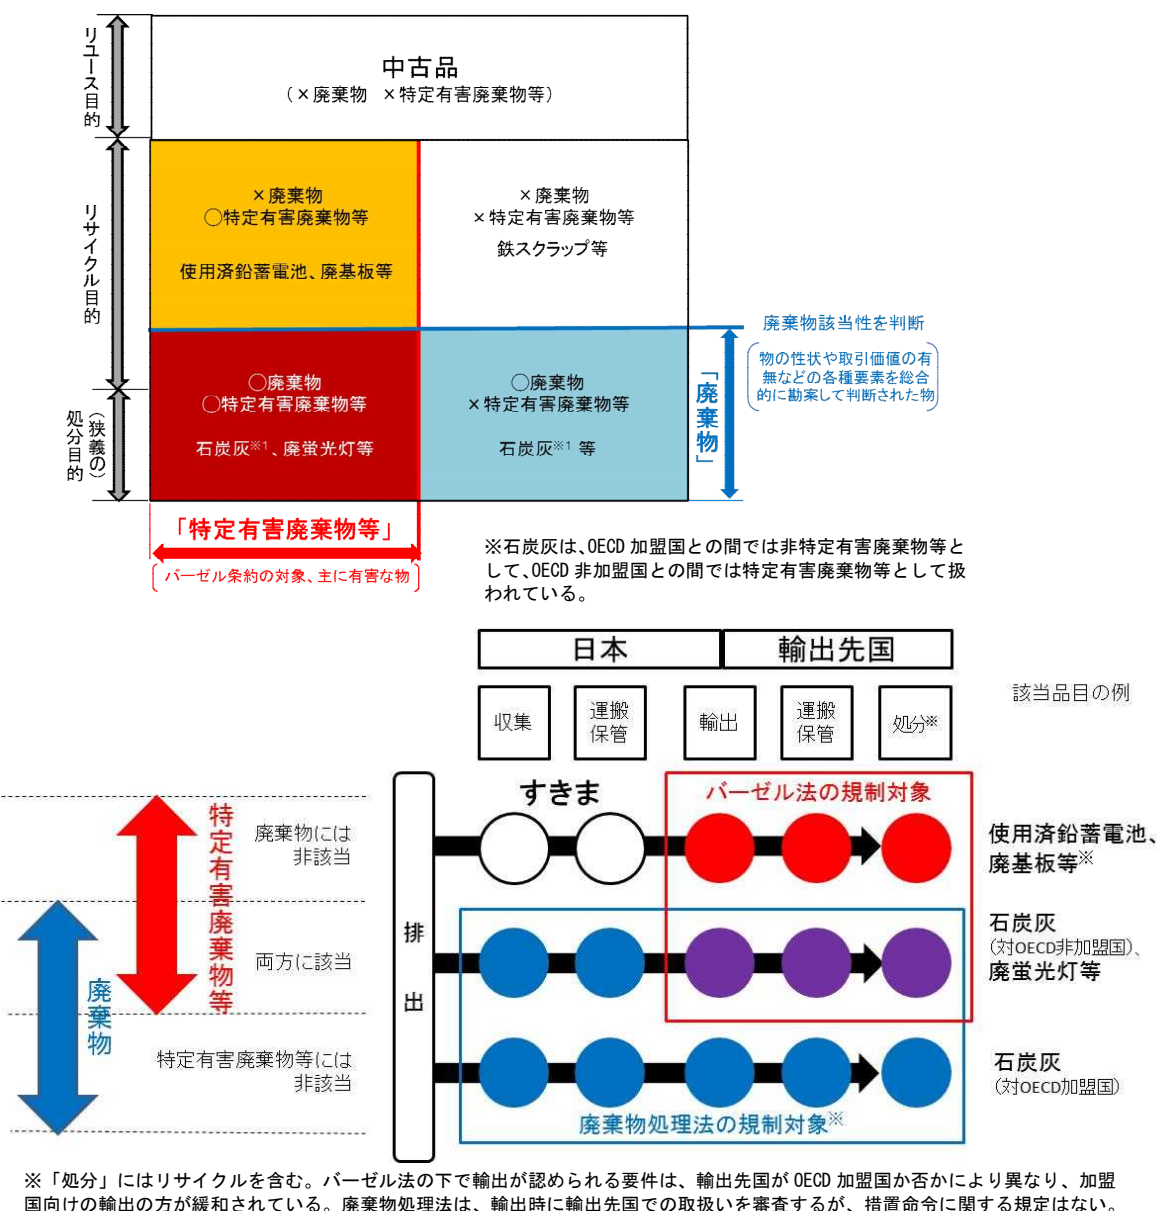 リユース目的
中古品
（×廃棄物　×特定有害廃棄物等）
リサイクル目的
×廃棄物
○特定有害廃棄物等
使用済鉛蓄電池、廃基板等
×廃棄物
×特定有害廃棄物等
鉄スクラップ等
（狭義の）
処分目的
○廃棄物
○特定有害廃棄物等
石炭灰※1、廃蛍光灯等
○廃棄物
×特定有害廃棄物等
石炭灰※1 等
廃棄物該当性を判断
物の性状や取引価値の有
無などの各種要素を総合
的に勘案して判断された物
「廃棄物」
「特定有害廃棄物等」
バーゼル条約の対象、主に有害な物
※石炭灰は、OECD 加盟国との間では非特定有害廃棄物等と
して、OECD 非加盟国との間では特定有害廃棄物等として扱
われている。
日本
輸出先国
収集
運搬
保管
輸出
運搬
保管
処分※
該当品目の例
すきま
バーゼル法の規制対象
特定有害廃棄物等
廃棄物
廃棄物には
非該当
両方に該当
特定有害廃棄物等には
非該当
排出
使用済鉛蓄電池、
廃基板等※
石炭灰
（対OECD非加盟国）、
廃蛍光灯等
石炭灰
（対OECD加盟国）
廃棄物処理法の規制対象※
※「処分」にはリサイクルを含む。バーゼル法の下で輸出が認められる要件は、輸出先国が OECD 加盟国か否かにより異なり、加盟
国向けの輸出の方が緩和されている。廃棄物処理法は、輸出時に輸出先国での取扱いを審査するが、措置命令に関する規定はない。